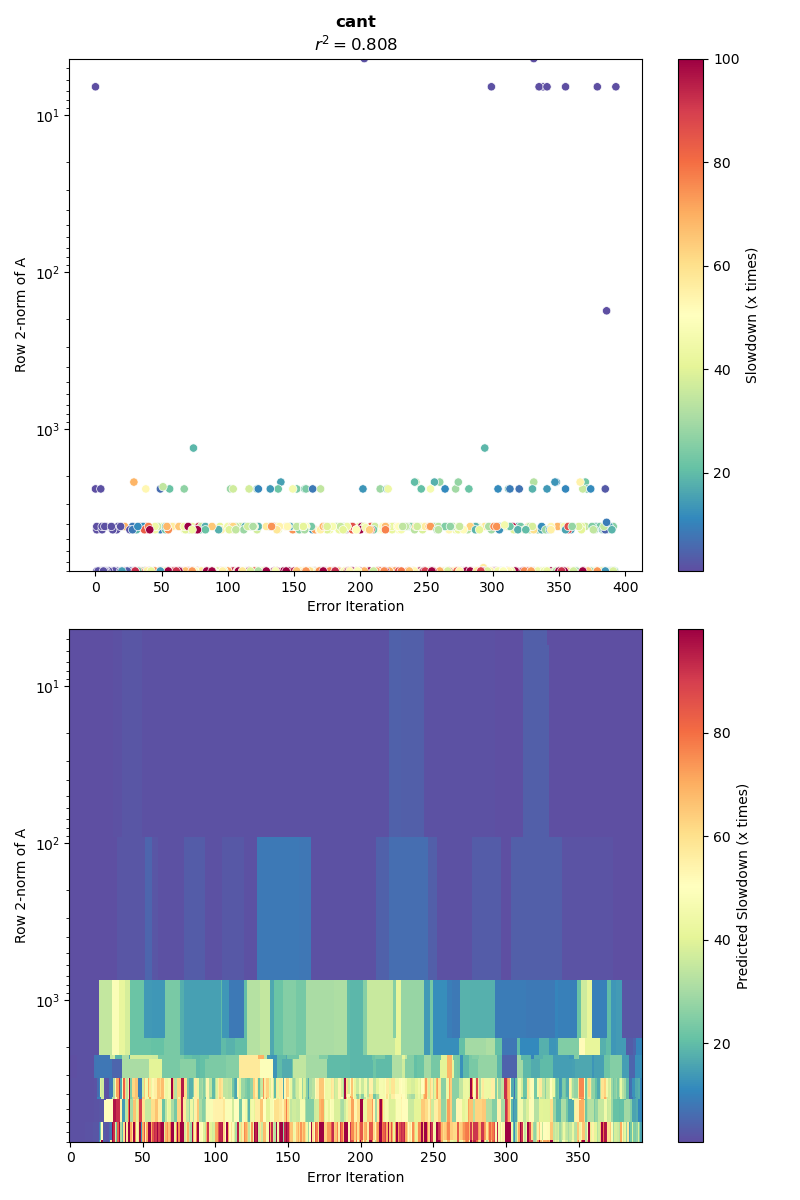 cant
r² = 0.808
10¹
10²
10³
Row 2-norm of A
0 50 100 150 200 250 300 350 400
Error Iteration
100
80
60
40
20
Slowdown (x times)
10¹
10²
10³
Row 2-norm of A
0 50 100 150 200 250 300 350
Error Iteration
80
60
40
20
Predicted Slowdown (x times)